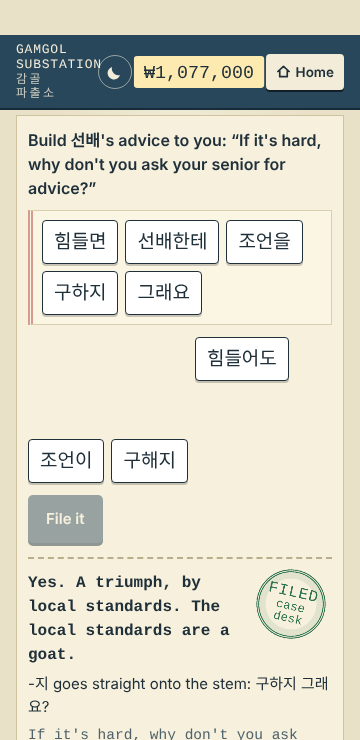 GAMGOL
SUBSTATION
감골
파출소
₩1,077,000
Home
Build 선배's advice to you: “If it's hard,
why don't you ask your senior for
advice?”
힘들면 선배한테 조언을
구하지 그래요
힘들어도
조언이 구해지
File it
Yes. A triumph, by
local standards. The
local standards are a
goat.
FILED
case
desk
-지 goes straight onto the stem: 구하지 그래
요?
If it's hard, why don't you ask